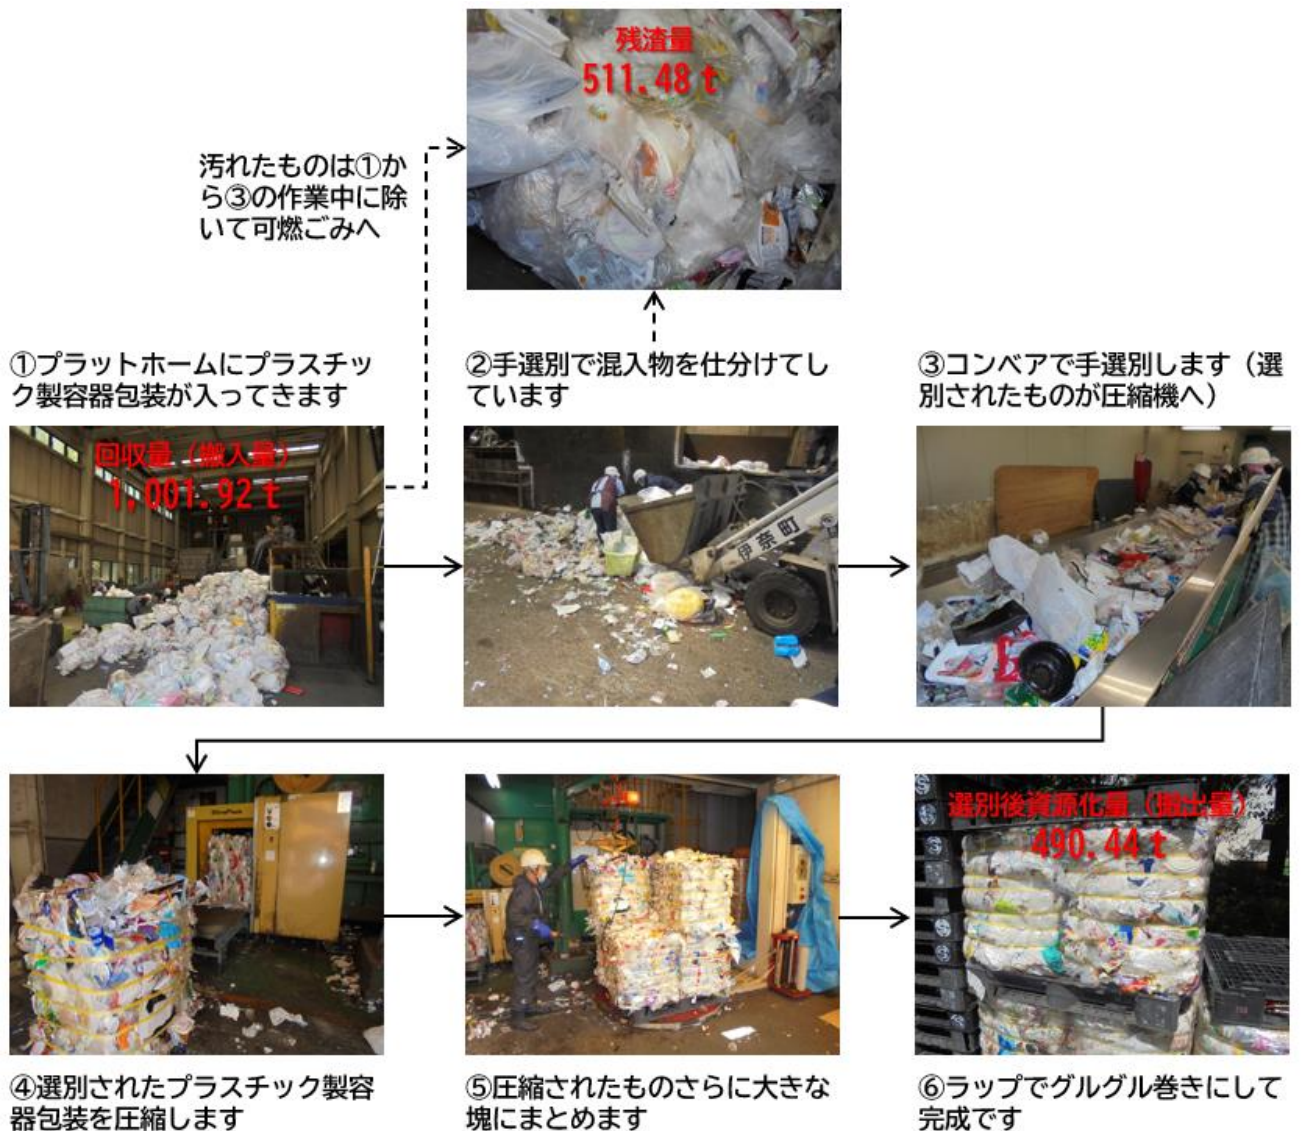 残渣量
511.48 t
汚れたものは①か
ら③の作業中に除
いて可燃ごみへ
①プラットホームにプラスチッ
ク製容器包装が入ってきます
②手選別で混入物を仕分けてし
ています
③コンベアで手選別します（選
別されたものが圧縮機へ）
回収量（搬入量）
1,001.92 t
伊奈町
選別後資源化量（搬出量）
490.44 t
④選別されたプラスチック製容
器包装を圧縮します
⑤圧縮されたものさらに大きな
塊にまとめます
⑥ラップでグルグル巻きにして
完成です